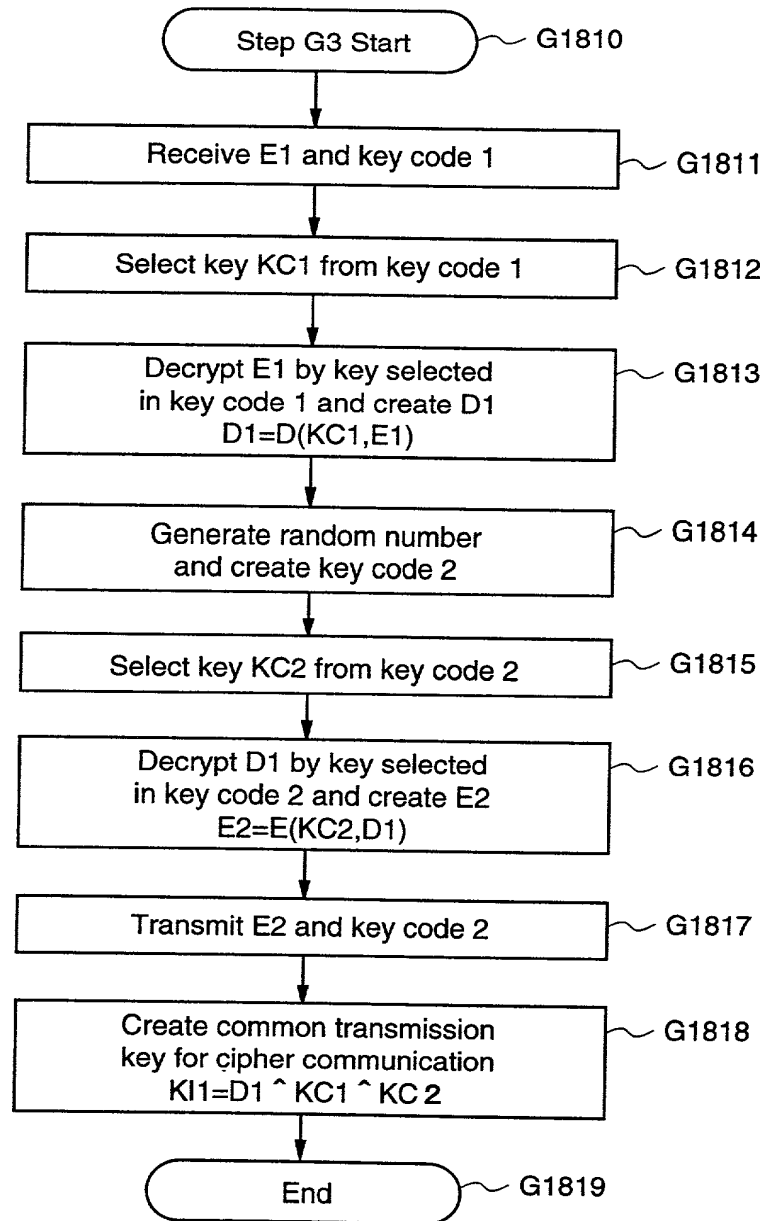 Step G3 Start
G1810
Receive E1 and key code 1
G1811
Select key KC1 from key code 1
G1812
Decrypt E1 by key selected
in key code 1 and create D1
D1=D(KC1,E1)
G1813
Generate random number
and create key code 2
G1814
Select key KC2 from key code 2
G1815
Decrypt D1 by key selected
in key code 2 and create E2
E2=E(KC2,D1)
G1816
Transmit E2 and key code 2
G1817
Create common transmission
key for cipher communication
KI1=D1 ^ KC1 ^ KC 2
G1818
End
G1819